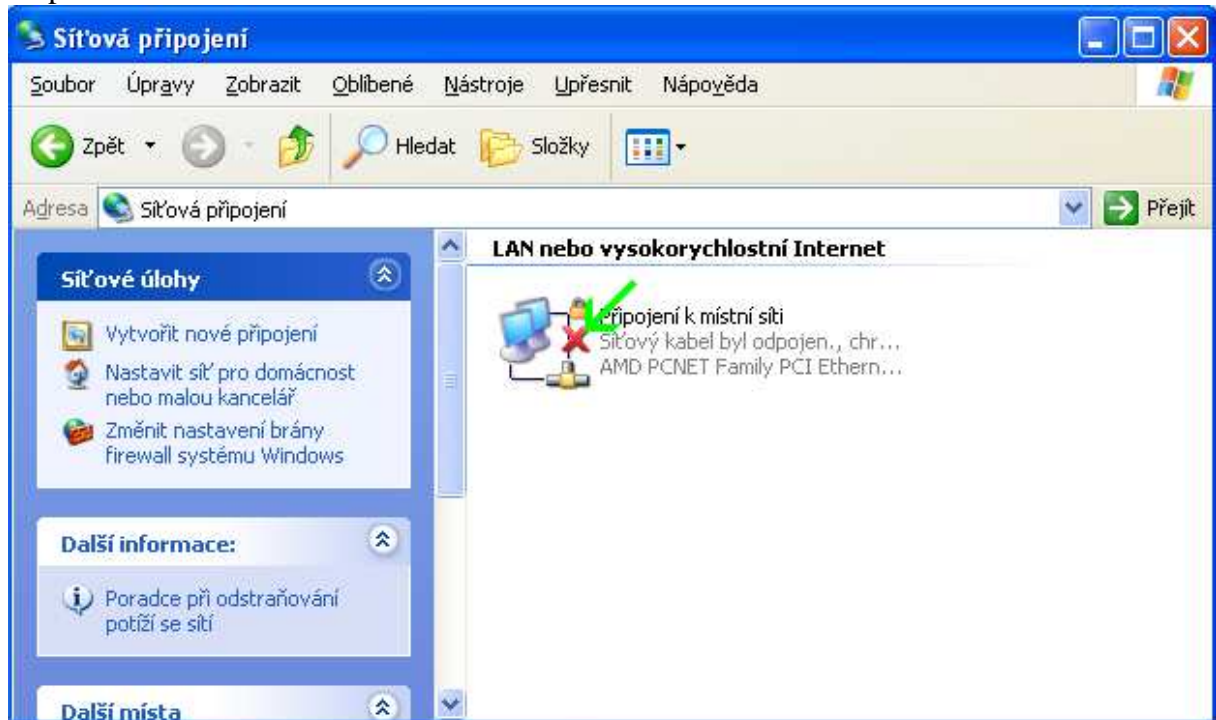 Síťová připojení
Soubor Úpravy Zobrazit Oblíbené Nástroje Upřesnit Nápověda
Zpět Hledat Složky
Adresa Síťová připojení Přejít
LAN nebo vysokorychlostní Internet
Síťové úlohy
Vytvořit nové připojení
Nastavit síť pro domácnost
nebo malou kancelář
Změnit nastavení brány
firewall systému Windows
Připojení k místní síti
Síťový kabel byl odpojen., chr...
AMD PCNET Family PCI Ethern...
Další informace:
Poradce při odstraňování
potíží se sítí
Další místa